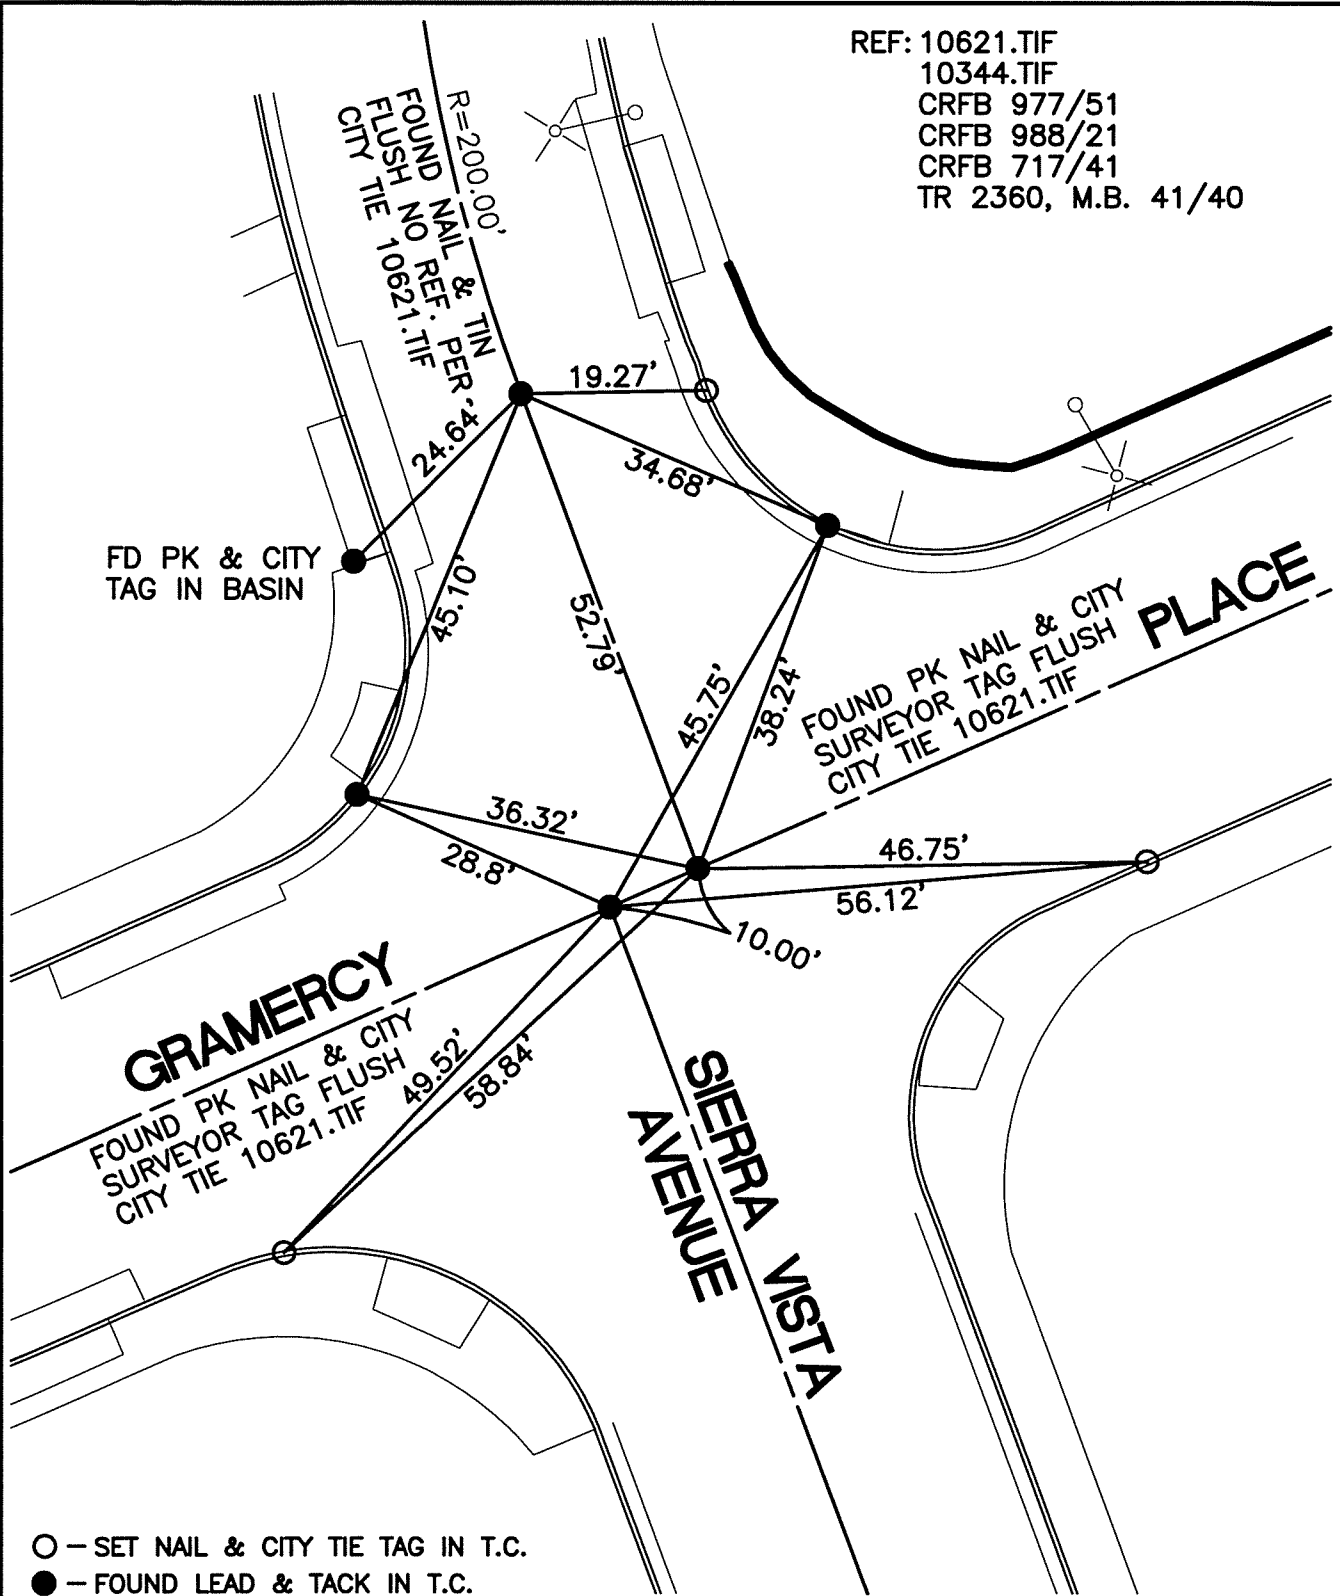 REF: 10621.TIF
10344.TIF
CRFB 977/51
CRFB 988/21
CRFB 717/41
TR 2360, M.B. 41/40
R=200.00'
FOUND NAIL & TIN
FLUSH NO REF. PER
CITY TIE 10621.TIF
19.27'
24.64'
34.68'
FD PK & CITY
TAG IN BASIN
45.10'
52.79'
45.75'
38.24'
PLACE
FOUND PK NAIL & CITY
SURVEYOR TAG FLUSH
CITY TIE 10621.TIF
36.32'
28.8'
46.75'
56.12'
10.00'
GRAMERCY
FOUND PK NAIL & CITY
SURVEYOR TAG FLUSH
CITY TIE 10621.TIF
49.52'
58.84'
SIERRA VISTA
AVENUE
O – SET NAIL & CITY TIE TAG IN T.C.
● – FOUND LEAD & TACK IN T.C.